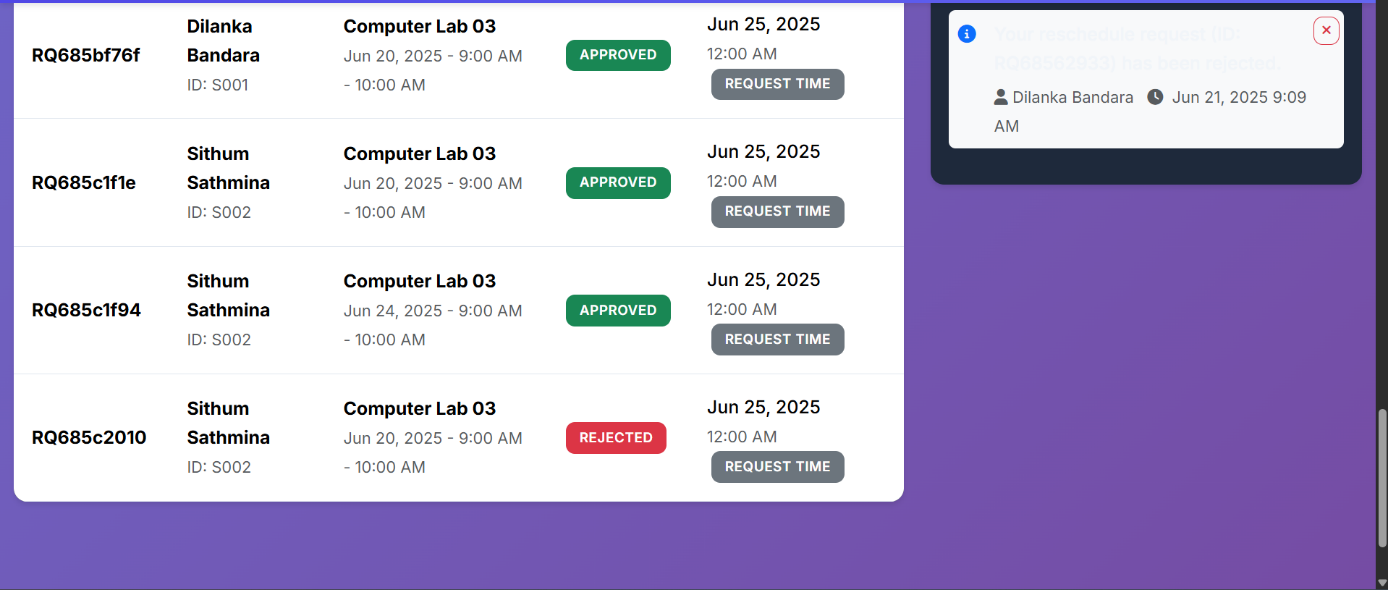 RQ685bf76f
Dilanka
Bandara
ID: S001
Computer Lab 03
Jun 20, 2025 - 9:00 AM
- 10:00 AM
APPROVED
Jun 25, 2025
12:00 AM
REQUEST TIME
RQ685c1f1e
Sithum
Sathmina
ID: S002
Computer Lab 03
Jun 20, 2025 - 9:00 AM
- 10:00 AM
APPROVED
Jun 25, 2025
12:00 AM
REQUEST TIME
RQ685c1f94
Sithum
Sathmina
ID: S002
Computer Lab 03
Jun 24, 2025 - 9:00 AM
- 10:00 AM
APPROVED
Jun 25, 2025
12:00 AM
REQUEST TIME
RQ685c2010
Sithum
Sathmina
ID: S002
Computer Lab 03
Jun 20, 2025 - 9:00 AM
- 10:00 AM
REJECTED
Jun 25, 2025
12:00 AM
REQUEST TIME
Your reschedule request (ID:
RQ68562933) has been rejected.
Dilanka Bandara Jun 21, 2025 9:09
AM